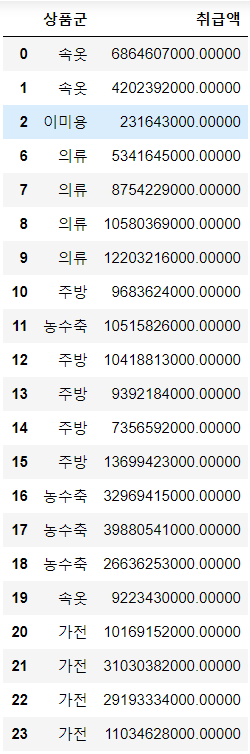 상품군 취급액
0 속옷 6864607000.00000
1 속옷 4202392000.00000
2 이미용 231643000.00000
6 의류 5341645000.00000
7 의류 8754229000.00000
8 의류 10580369000.00000
9 의류 12203216000.00000
10 주방 9683624000.00000
11 농수축 10515826000.00000
12 주방 10418813000.00000
13 주방 9392184000.00000
14 주방 7356592000.00000
15 주방 13699423000.00000
16 농수축 32969415000.00000
17 농수축 39880541000.00000
18 농수축 26636253000.00000
19 속옷 9223430000.00000
20 가전 10169152000.00000
21 가전 31030382000.00000
22 가전 29193334000.00000
23 가전 11034628000.00000